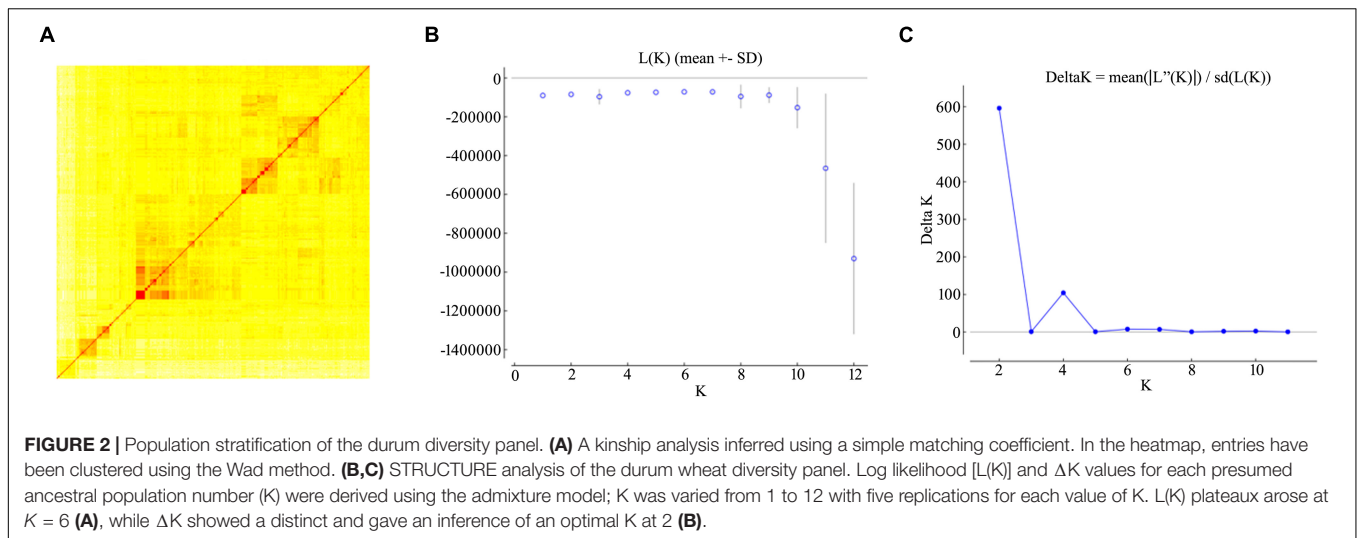 A
B
C
L(K) (mean +- SD)
0
-200000
-400000
-600000
-800000
-1000000
-1200000
-1400000
0 2 4 6 8 10 12
K
DeltaK = mean(|L”(K)|) / sd(L(K))
Delta K
600
500
400
300
200
100
0
2 4 6 8 10
K
FIGURE 2 | Population stratification of the durum diversity panel. (A) A kinship analysis inferred using a simple matching coefficient. In the heatmap, entries have
been clustered using the Wad method. (B,C) STRUCTURE analysis of the durum wheat diversity panel. Log likelihood [L(K)] and ΔK values for each presumed
ancestral population number (K) were derived using the admixture model; K was varied from 1 to 12 with five replications for each value of K. L(K) plateaux arose at
K = 6 (A), while ΔK showed a distinct and gave an inference of an optimal K at 2 (B).